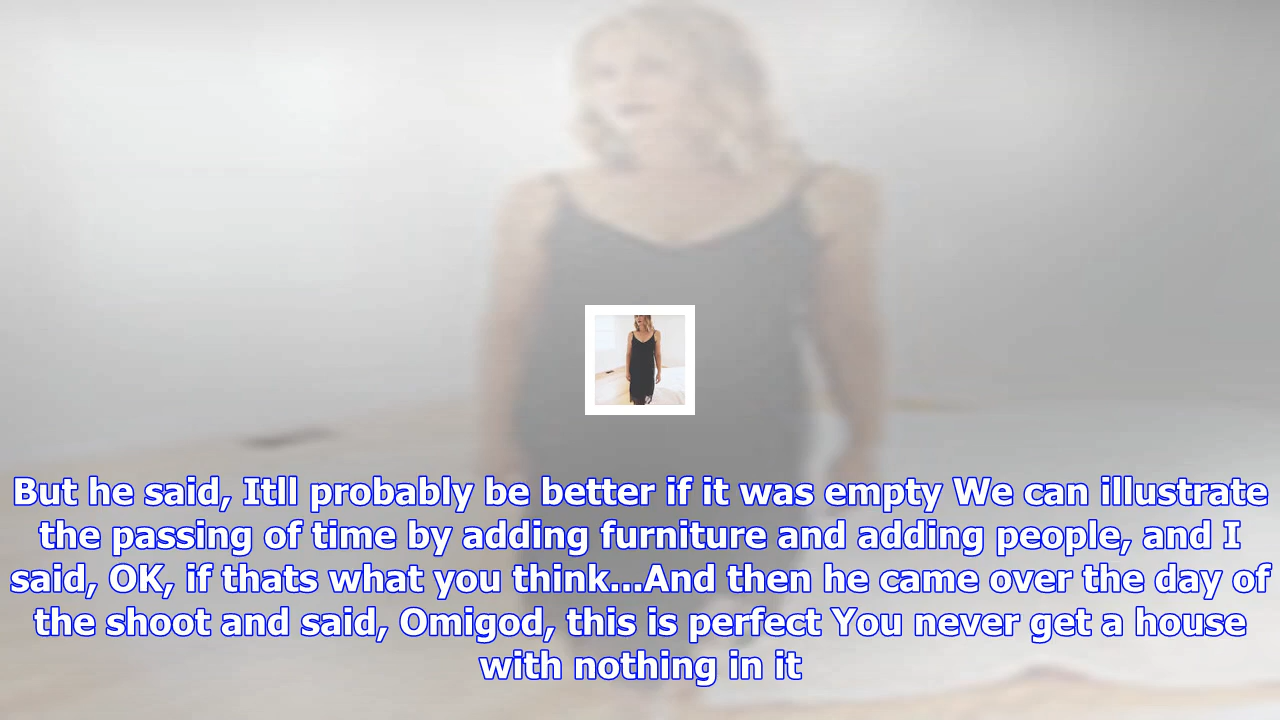 But he said, Itll probably be better if it was empty We can illustrate
the passing of time by adding furniture and adding people, and I
said, OK, if thats what you think...And then he came over the day of
the shoot and said, Omigod, this is perfect You never get a house
with nothing in it